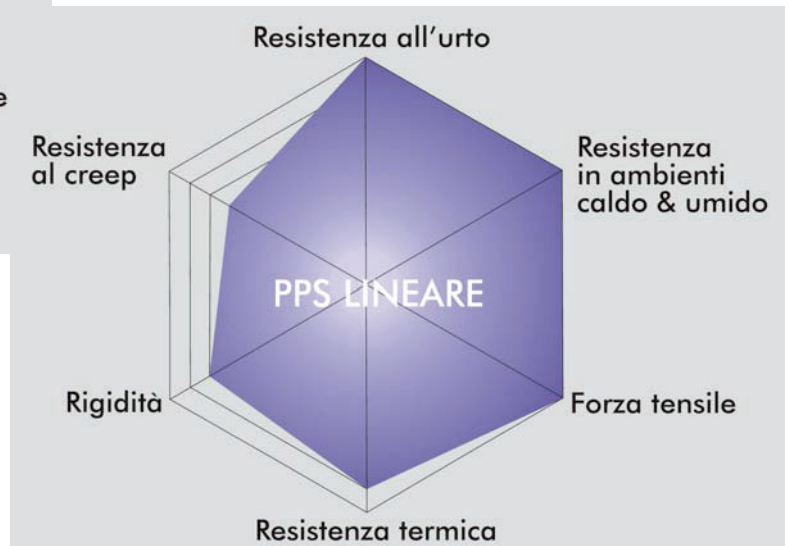 Resistenza all'urto
e
Resistenza
al creep
Resistenza
in ambienti
caldo & umido
PPS LINEARE
Rigidità
Forza tensile
Resistenza termica